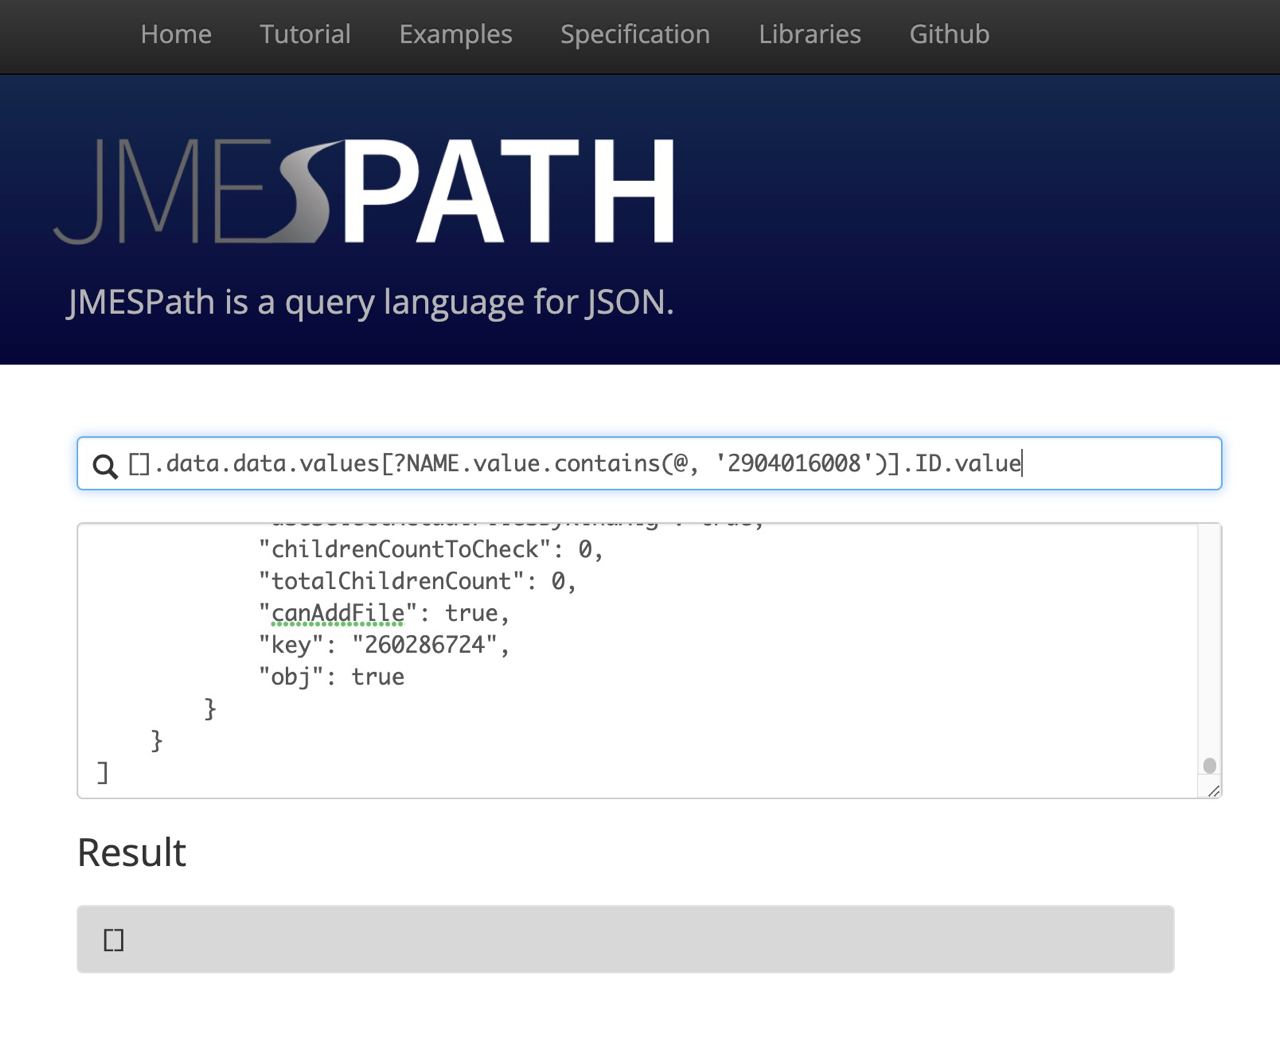 Home Tutorial Examples Specification Libraries Github
JMESPATH
JMESPath is a query language for JSON.
[].data.data.values[?NAME.value.contains(@, '2904016008')].ID.value
"childrenCountToCheck": 0,
"totalChildrenCount": 0,
"canAddFile": true,
"key": "260286724",
"obj": true
}
}
]
Result
[]